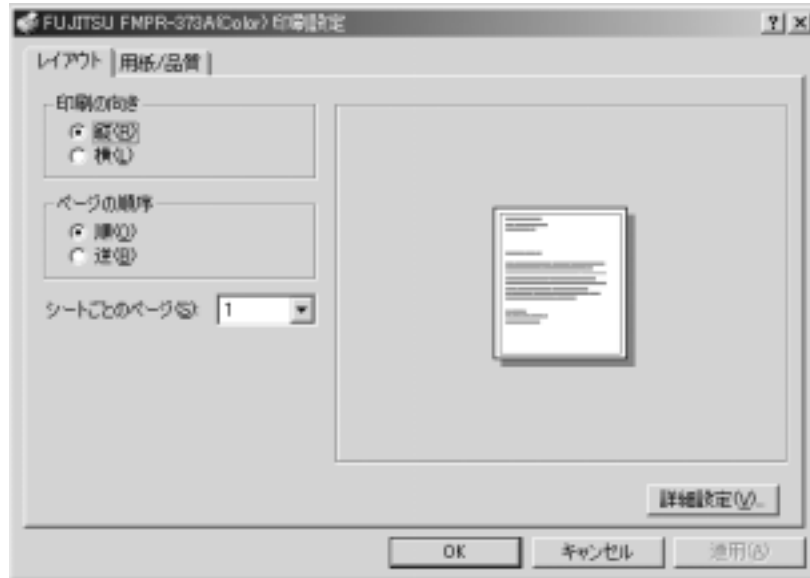 FUJITSU FMPR-373A(Color) 印刷設定
レイアウト 用紙/品質
印刷の向き
縦(R)
横(L)
ページの順序
順(Q)
逆(B)
シートごとのページ(S): 1
詳細設定(V)...
OK キャンセル 適用(A)